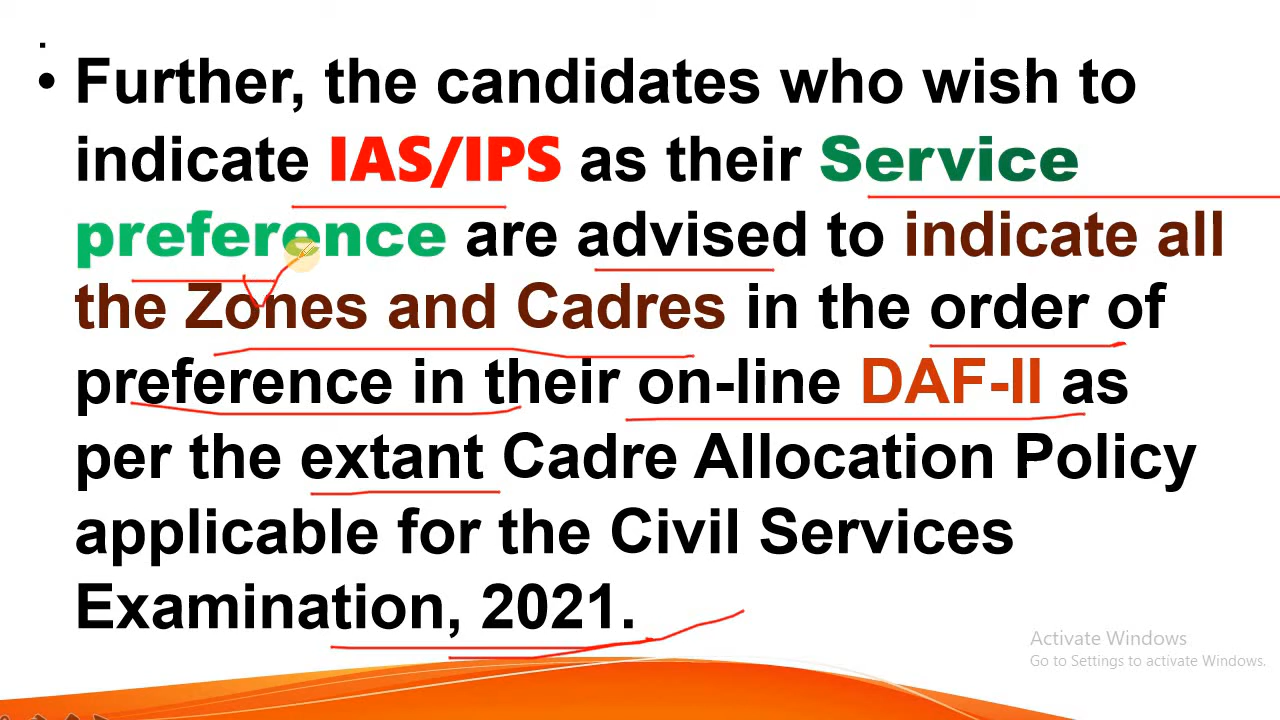 • Further, the candidates who wish to
indicate IAS/IPS as their Service
preference are advised to indicate all
the Zones and Cadres in the order of
preference in their on-line DAF-II as
per the extant Cadre Allocation Policy
applicable for the Civil Services
Examination, 2021.
Activate Windows
Go to Settings to activate Windows.